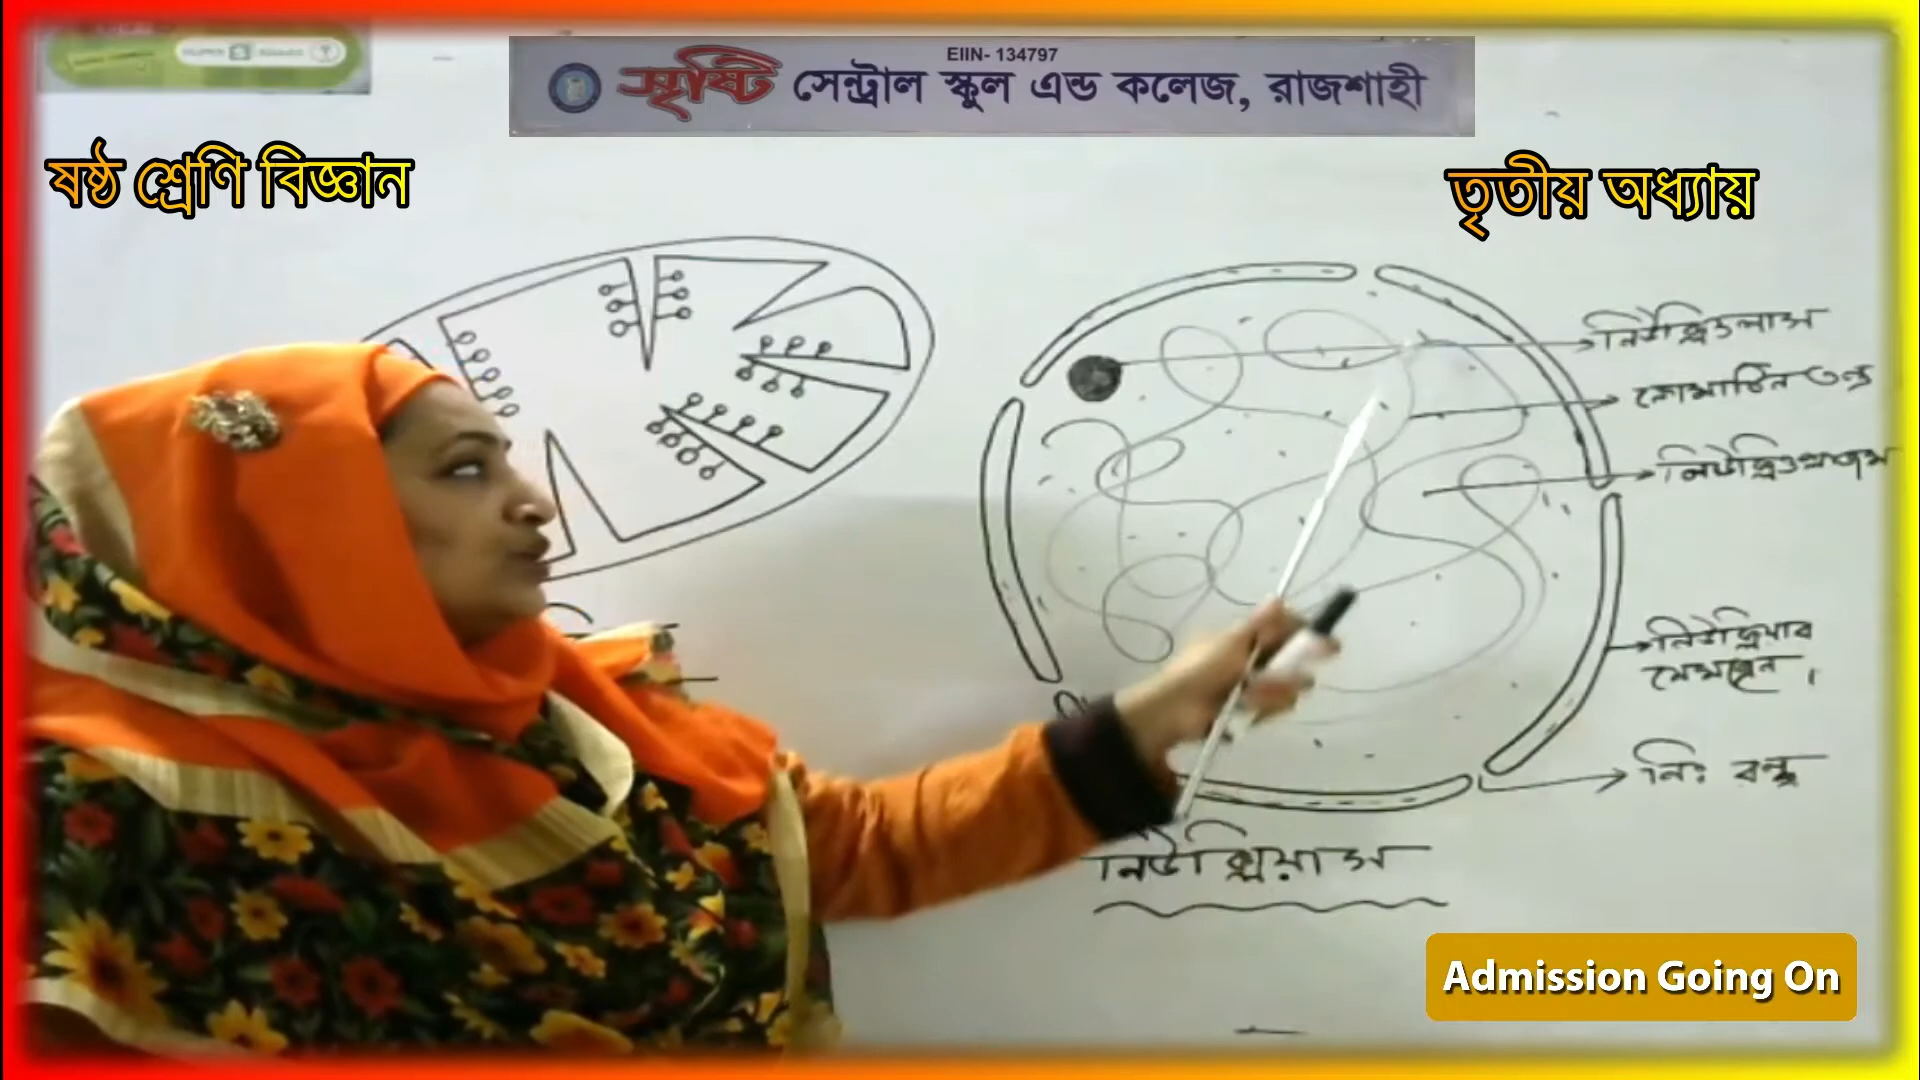 EIIN- 134797
সৃষ্টি সেন্ট্রাল স্কুল এন্ড কলেজ, রাজশাহী
ষষ্ঠ শ্রেণি বিজ্ঞান
তৃতীয় অধ্যায়
নিউক্লিওলাস
ক্রোমাটিন তন্তু
নিউক্লিওপ্লাজম
নিউক্লিয়ার
মেমব্রেন ।
নিঃ রন্ধ্র
নিউক্লিয়াস
Admission Going On